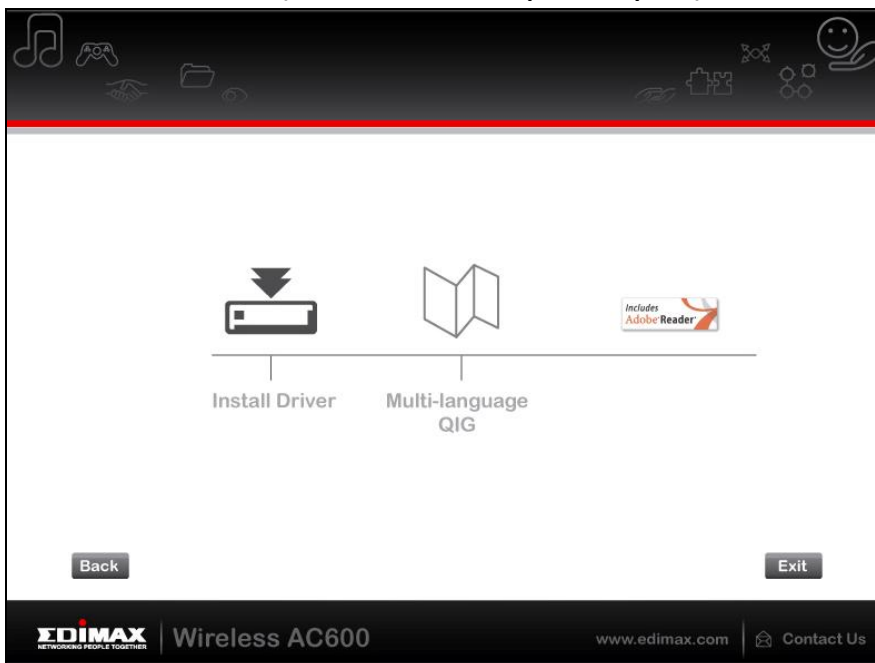 Includes
Adobe Reader
Install Driver
Multi-language
QIG
Back
Exit
EDIMAX
NETWORKING PEOPLE TOGETHER
Wireless AC600
www.edimax.com
Contact Us